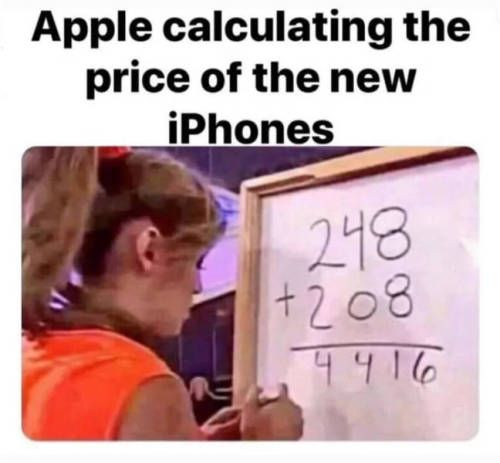 Apple calculating the
price of the new
iPhones
248
+208
4416